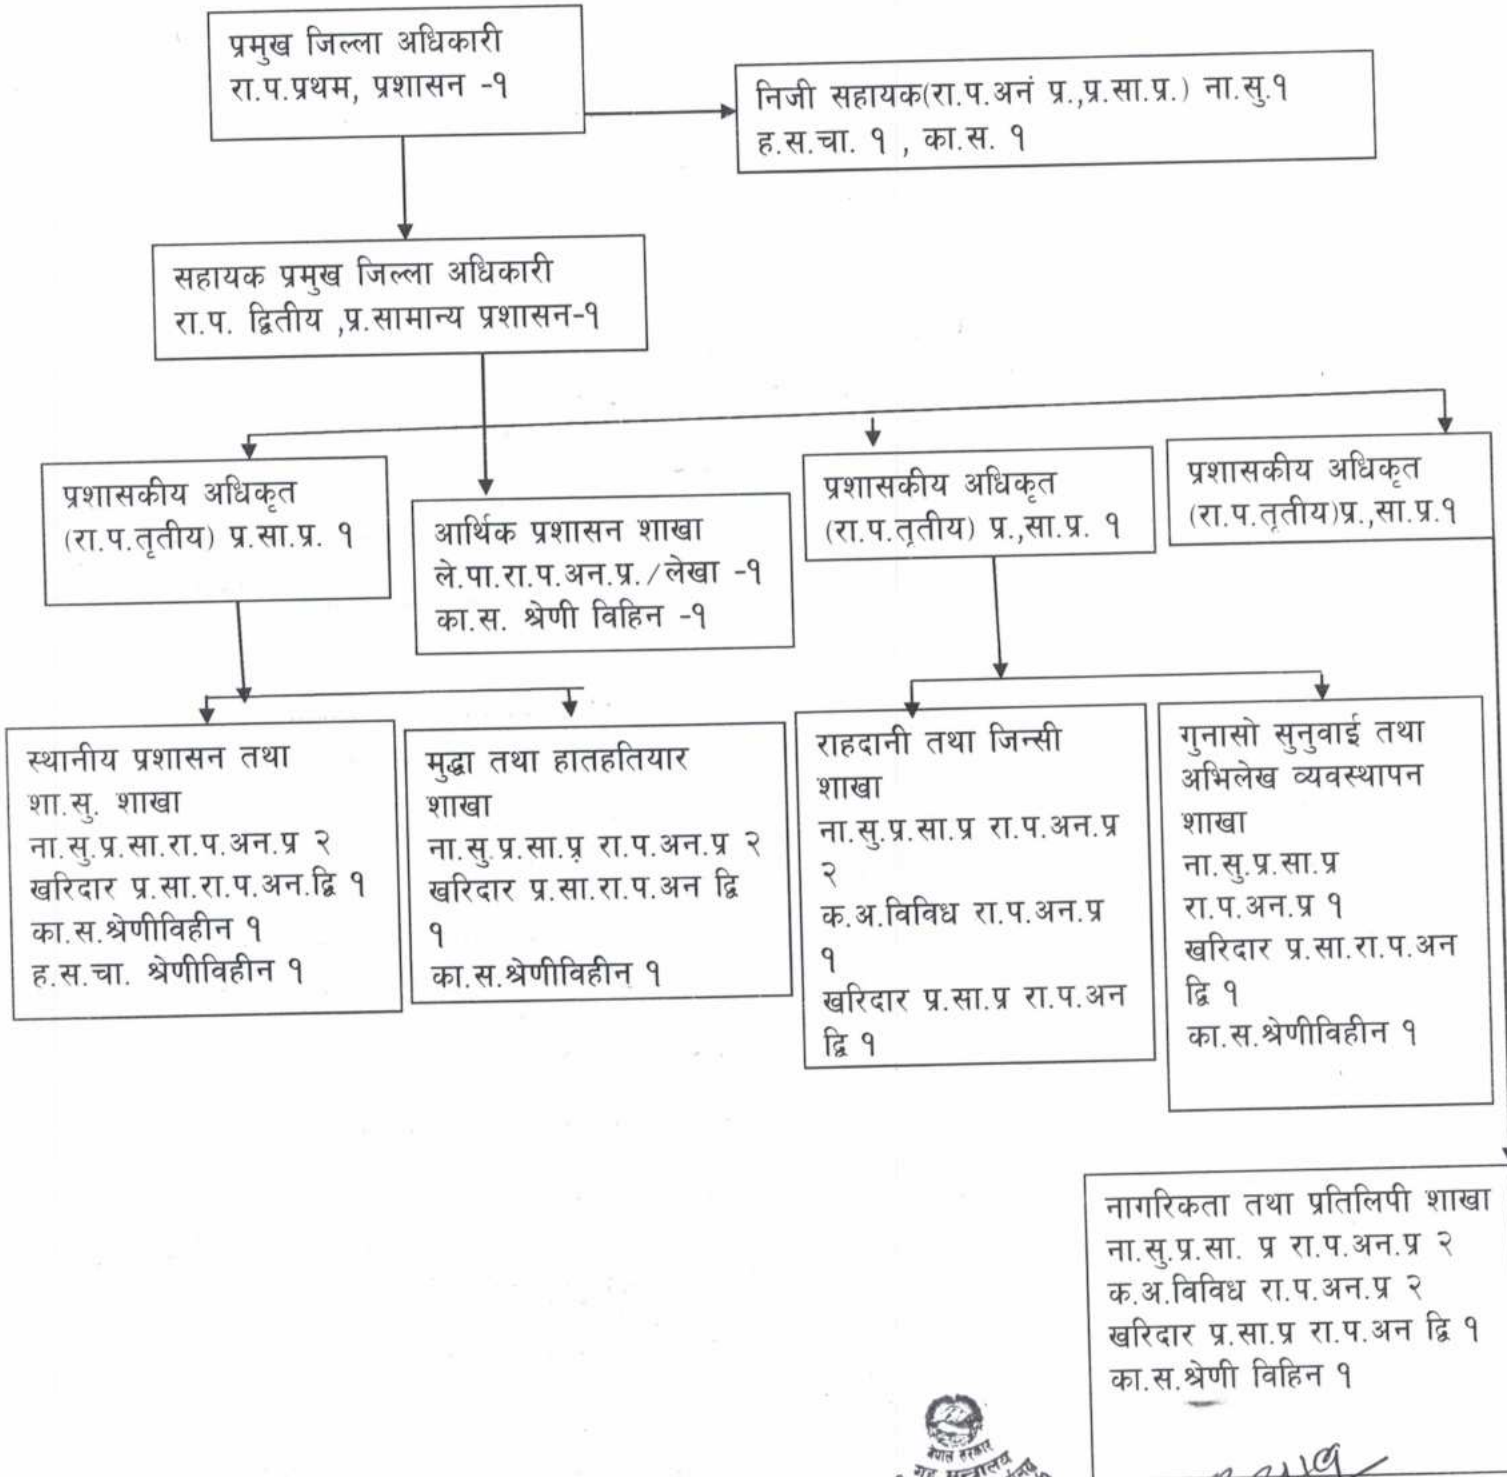 प्रमुख जिल्ला अधिकारी
रा.प.प्रथम, प्रशासन -१
निजी सहायक(रा.प.अनं प्र.,प्र.सा.प्र.) ना.सु.१
ह.स.चा. १ , का.स. १
सहायक प्रमुख जिल्ला अधिकारी
रा.प. द्वितीय ,प्र.सामान्य प्रशासन-१
प्रशासकीय अधिकृत
(रा.प.तृतीय) प्र.सा.प्र. १
आर्थिक प्रशासन शाखा
ले.पा.रा.प.अन.प्र./लेखा -१
का.स. श्रेणी विहिन -१
प्रशासकीय अधिकृत
(रा.प.तृतीय) प्र.,सा.प्र. १
प्रशासकीय अधिकृत
(रा.प.तृतीय)प्र.,सा.प्र.१
स्थानीय प्रशासन तथा
शा.सु. शाखा
ना.सु.प्र.सा.रा.प.अन.प्र २
खरिदार प्र.सा.रा.प.अन.द्वि १
का.स.श्रेणीविहीन १
ह.स.चा. श्रेणीविहीन १
मुद्धा तथा हातहतियार
शाखा
ना.सु.प्र.सा.प्र रा.प.अन.प्र २
खरिदार प्र.सा.रा.प.अन द्वि
१
का.स.श्रेणीविहीन १
राहदानी तथा जिन्सी
शाखा
ना.सु.प्र.सा.प्र रा.प.अन.प्र
२
क.अ.विविध रा.प.अन.प्र
१
खरिदार प्र.सा.प्र रा.प.अन
द्वि १
गुनासो सुनुवाई तथा
अभिलेख व्यवस्थापन
शाखा
ना.सु.प्र.सा.प्र
रा.प.अन.प्र १
खरिदार प्र.सा.रा.प.अन
द्वि १
का.स.श्रेणीविहीन १
नागरिकता तथा प्रतिलिपी शाखा
ना.सु.प्र.सा. प्र रा.प.अन.प्र २
क.अ.विविध रा.प.अन.प्र २
खरिदार प्र.सा.प्र रा.प.अन द्वि १
का.स.श्रेणी विहिन १
नेपाल सरकार
गृह मन्त्रालय